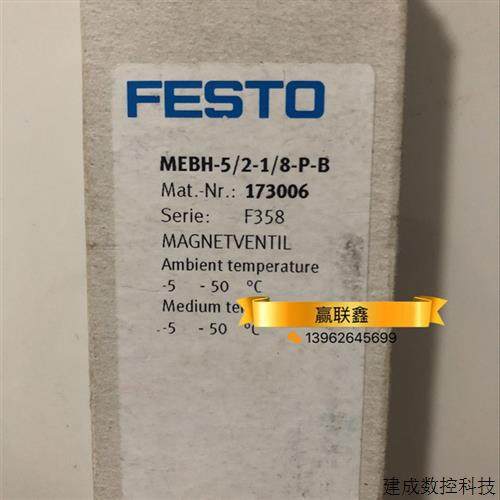 FESTO
MEBH-5/2-1/8-P-B
Mat.-Nr.: 173006
Serie: F358
MAGNETVENTIL
Ambient temperature
-5 - 50 °C
Medium te
赢联鑫
-5 - 50 °C
13962645699
建成数控科技